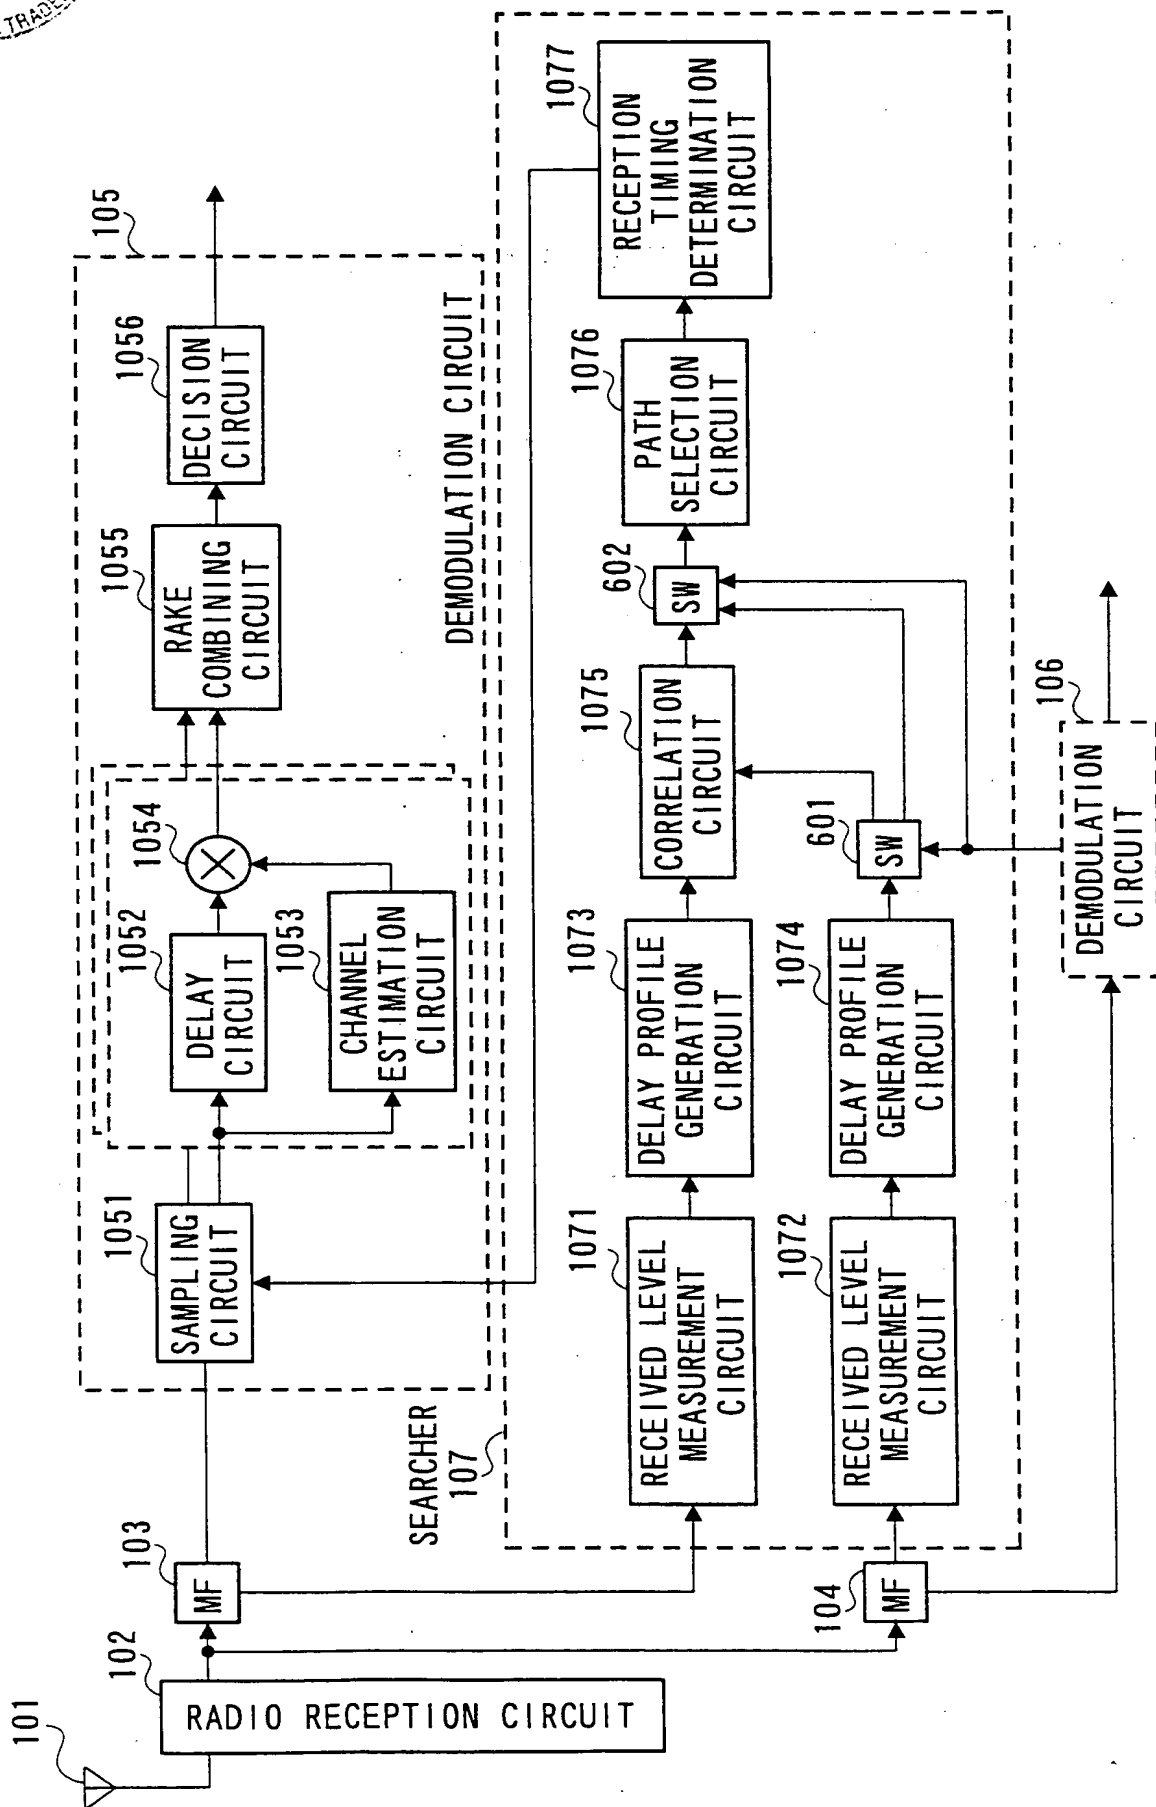 TRADE
101
102
RADIO RECEPTION CIRCUIT
103
MF
104
MF
105
DEMODULATION CIRCUIT
1051
SAMPLING
CIRCUIT
1052
DELAY
CIRCUIT
1053
CHANNEL
ESTIMATION
CIRCUIT
1054
1055
RAKE
COMBINING
CIRCUIT
1056
DECISION
CIRCUIT
SEARCHER
107
1071
RECEIVED LEVEL
MEASUREMENT
CIRCUIT
1072
RECEIVED LEVEL
MEASUREMENT
CIRCUIT
1073
DELAY PROFILE
GENERATION
CIRCUIT
1074
DELAY PROFILE
GENERATION
CIRCUIT
1075
CORRELATION
CIRCUIT
601
SW
602
SW
1076
PATH
SELECTION
CIRCUIT
1077
RECEPTION
TIMING
DETERMINATION
CIRCUIT
106
DEMODULATION
CIRCUIT